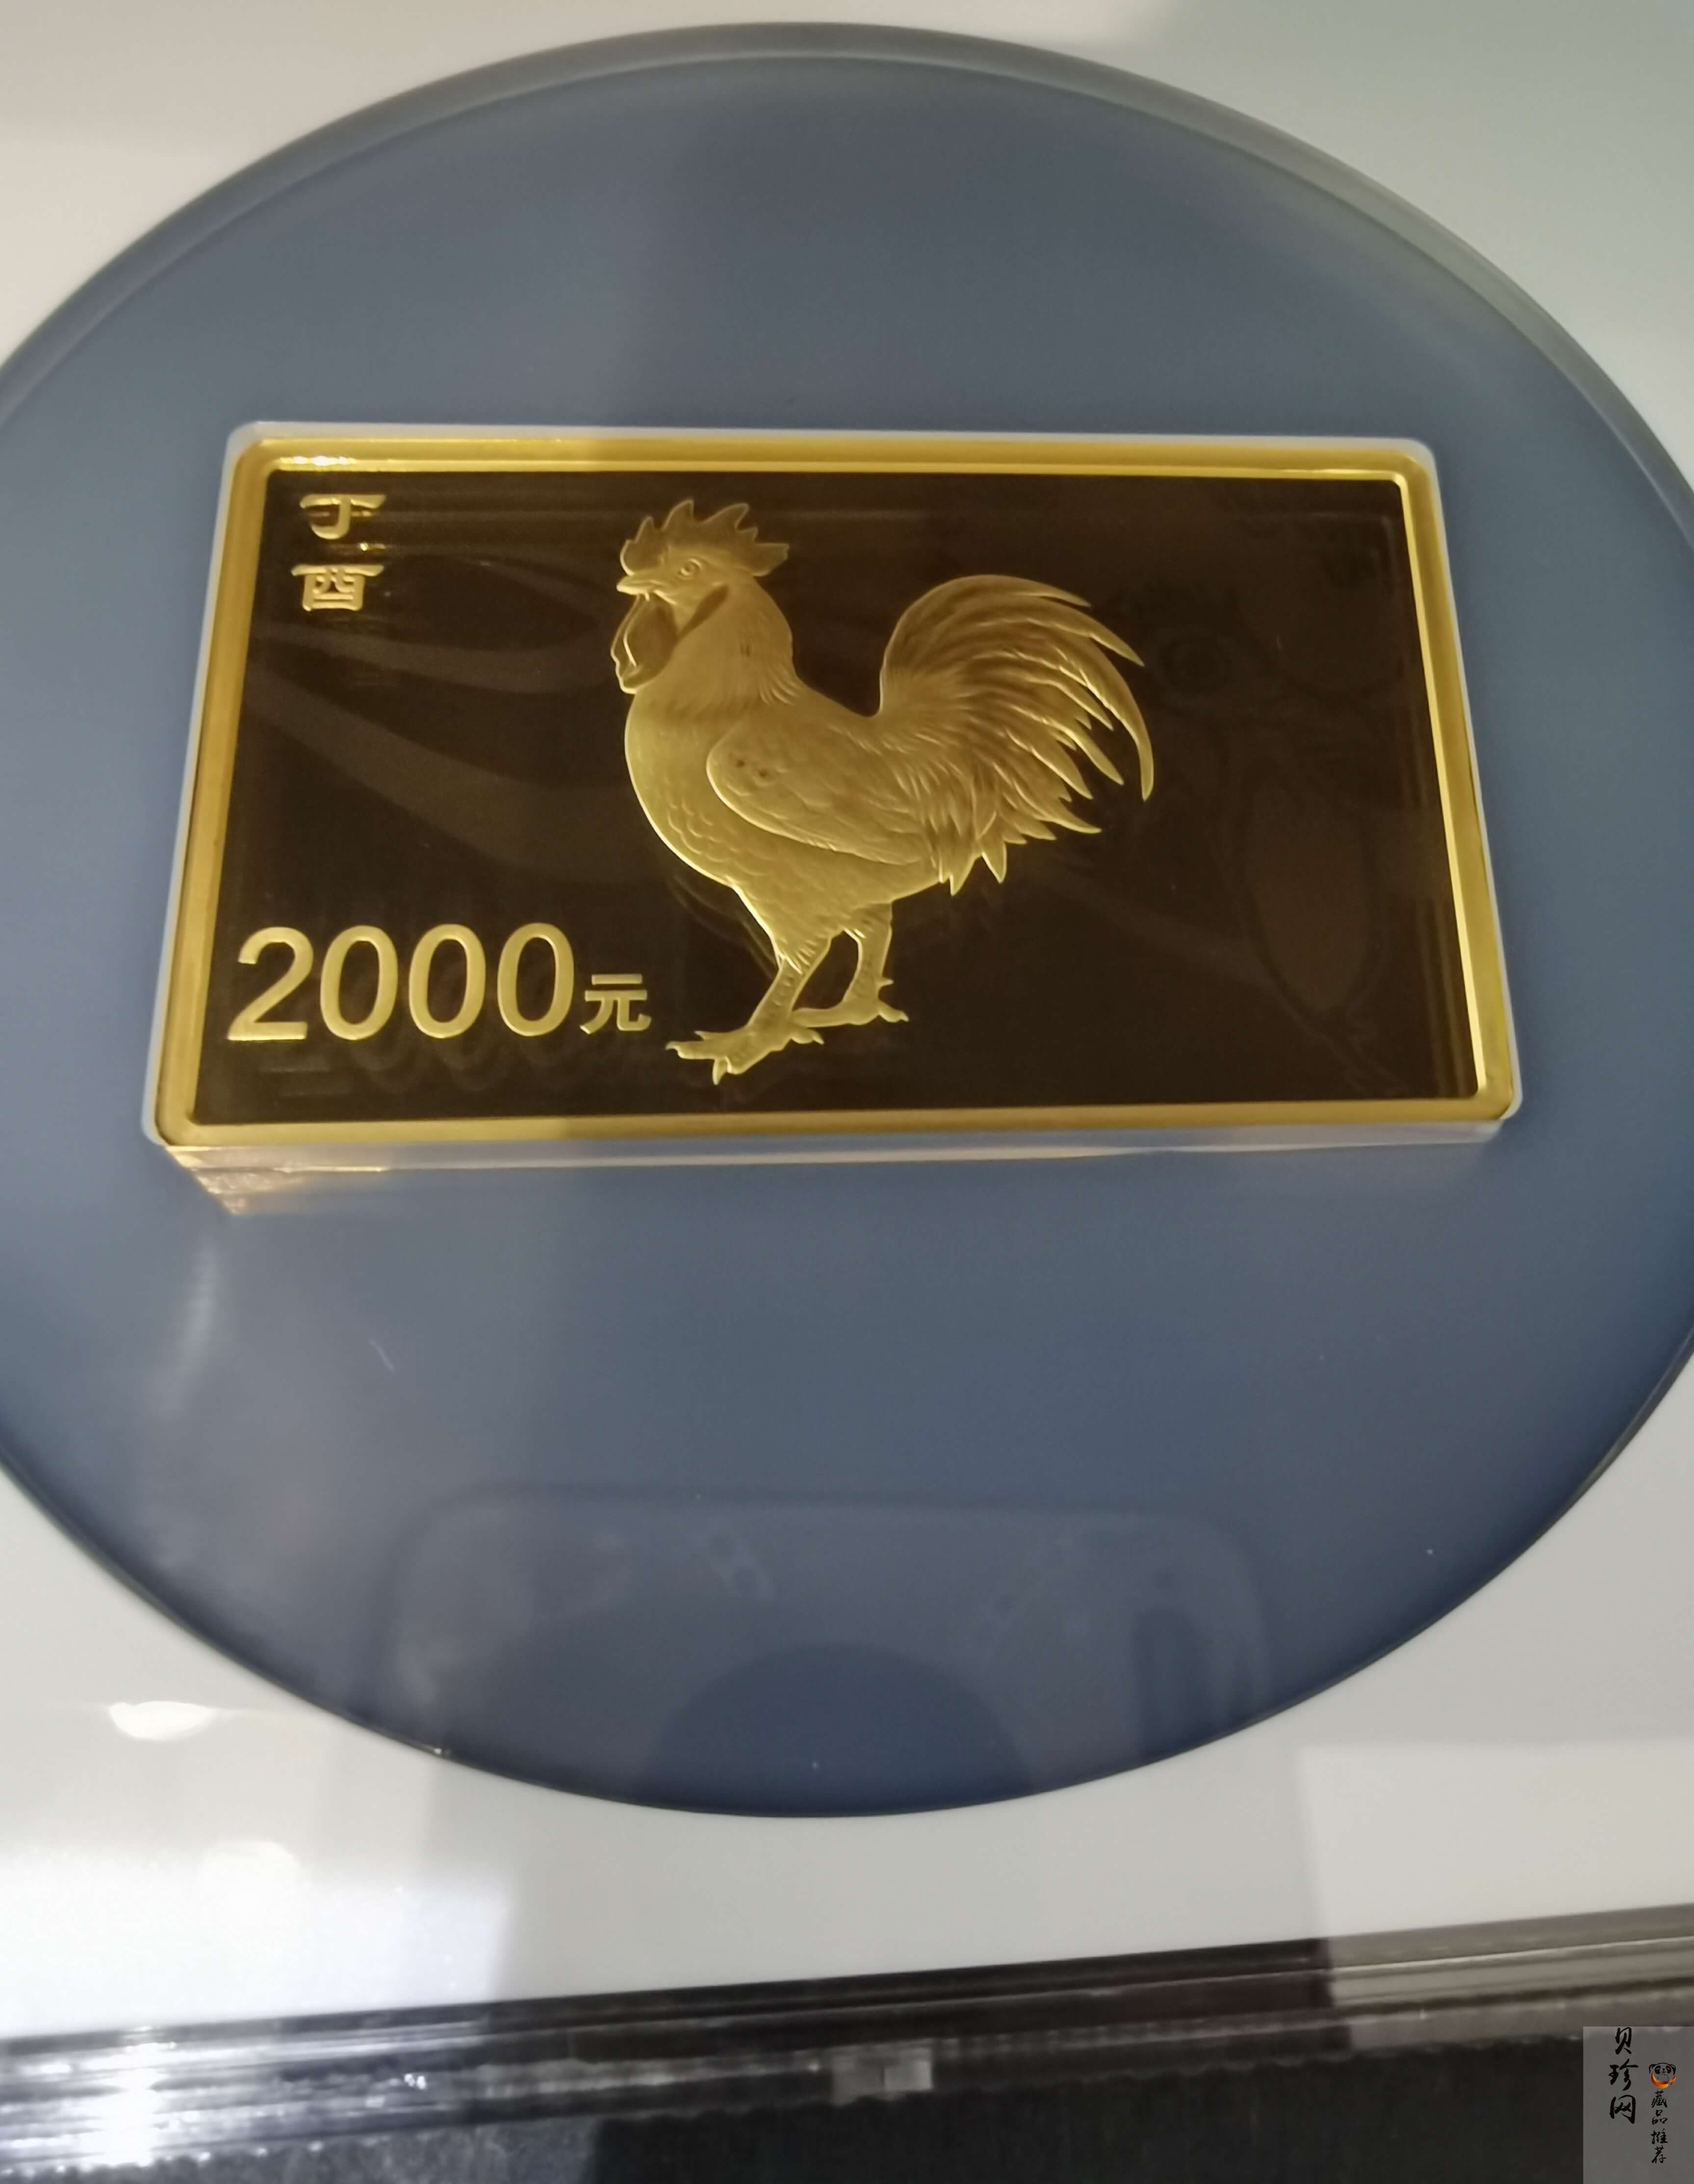 丁
酉
2000元
贝珍网
藏品推荐